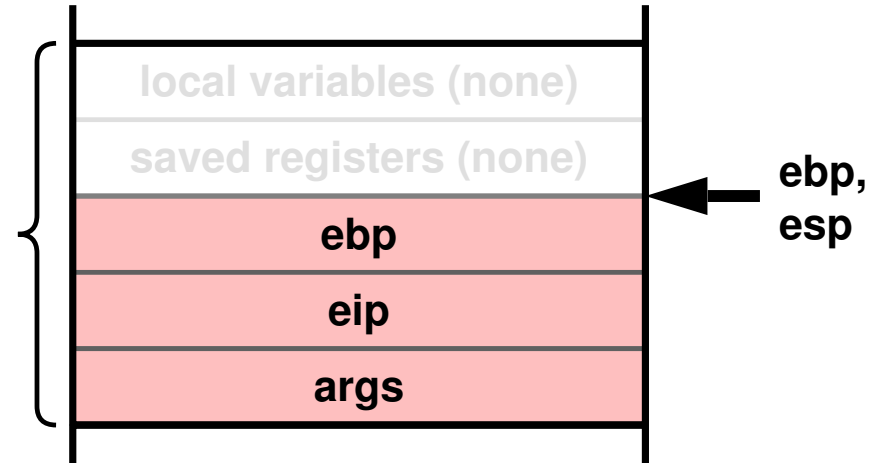 local variables (none)
saved registers (none)
ebp,
esp
ebp
eip
args